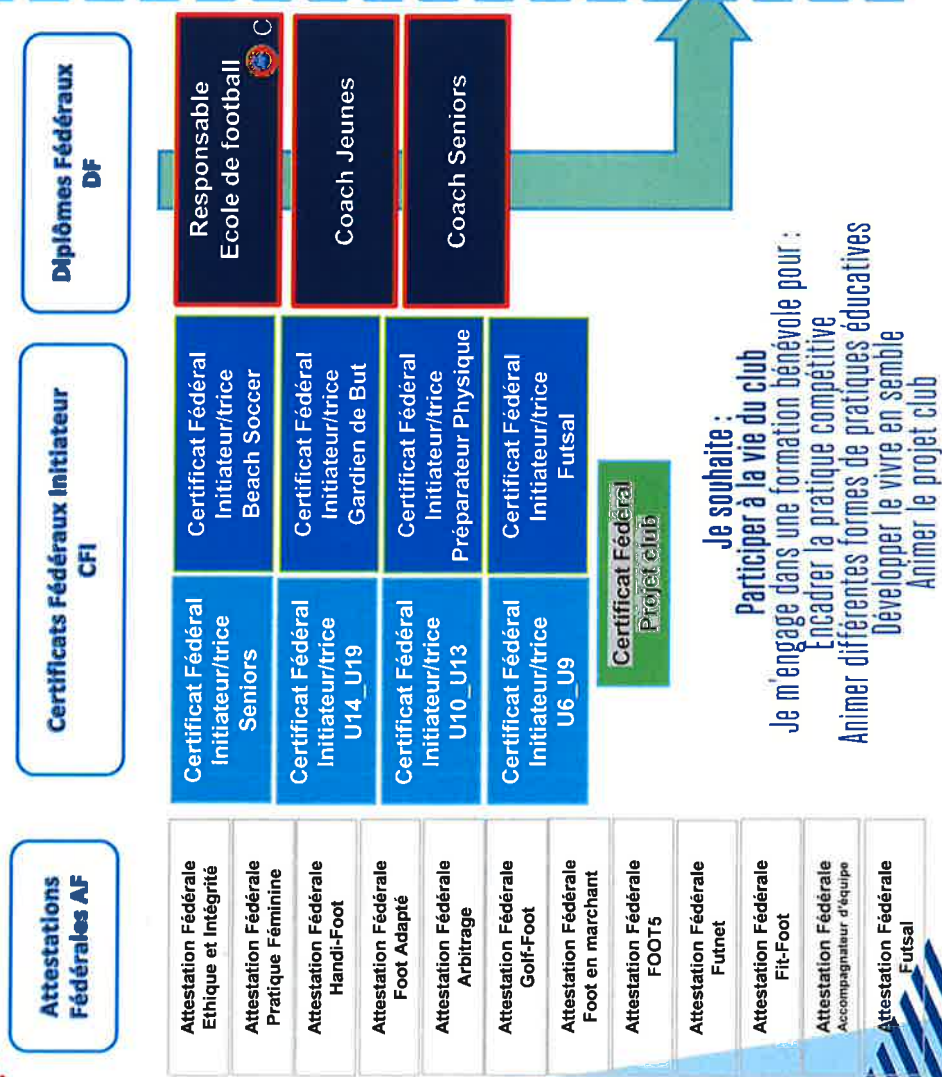 Attestations
Fédérales AF
Certificats Fédéraux Initiateur
CFI
Diplômes Fédéraux
DF
Attestation Fédérale
Ethique et Intégrité
Attestation Fédérale
Pratique Féminine
Attestation Fédérale
Handi-Foot
Attestation Fédérale
Foot Adapté
Attestation Fédérale
Arbitrage
Attestation Fédérale
Golf-Foot
Attestation Fédérale
Foot en marchant
Attestation Fédérale
FOOT5
Attestation Fédérale
Futnet
Attestation Fédérale
Fit-Foot
Attestation Fédérale
Accompagnateur d'équipe
Attestation Fédérale
Futsal
Certificat Fédéral
Initiateur/trice
Seniors
Certificat Fédéral
Initiateur/trice
U14_U19
Certificat Fédéral
Initiateur/trice
U10_U13
Certificat Fédéral
Initiateur/trice
U6_U9
Certificat Fédéral
Initiateur/trice
Beach Soccer
Certificat Fédéral
Initiateur/trice
Gardien de But
Certificat Fédéral
Initiateur/trice
Préparateur Physique
Certificat Fédéral
Initiateur/trice
Futsal
Certificat Fédéral
Projet club
Responsable
Ecole de football
C
Coach Jeunes
Coach Seniors
Je souhaite :
Participer à la vie du club
Je m'engage dans une formation bénévole pour :
Encadrer la pratique compétitive
Animer différentes formes de pratiques éducatives
Développer le vivre en semble
Animer le projet club